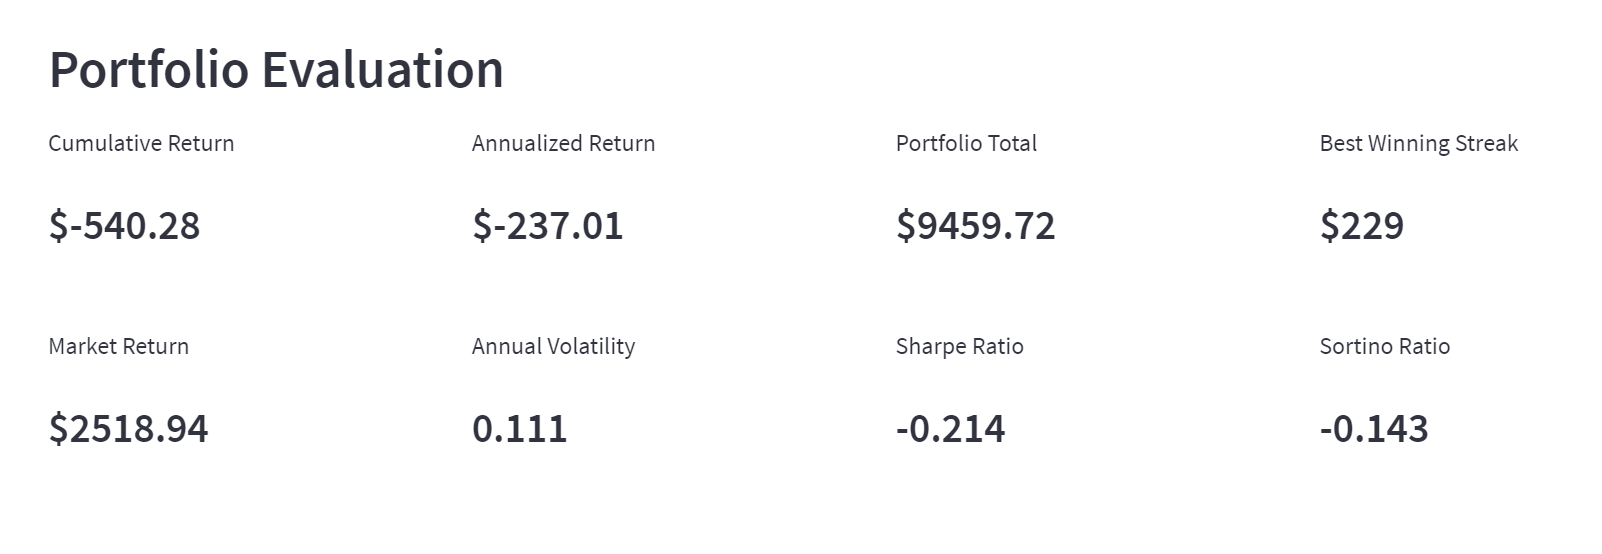 Portfolio Evaluation
Cumulative Return
Annualized Return
Portfolio Total
Best Winning Streak
$-540.28
$-237.01
$9459.72
$229
Market Return
Annual Volatility
Sharpe Ratio
Sortino Ratio
$2518.94
0.111
-0.214
-0.143